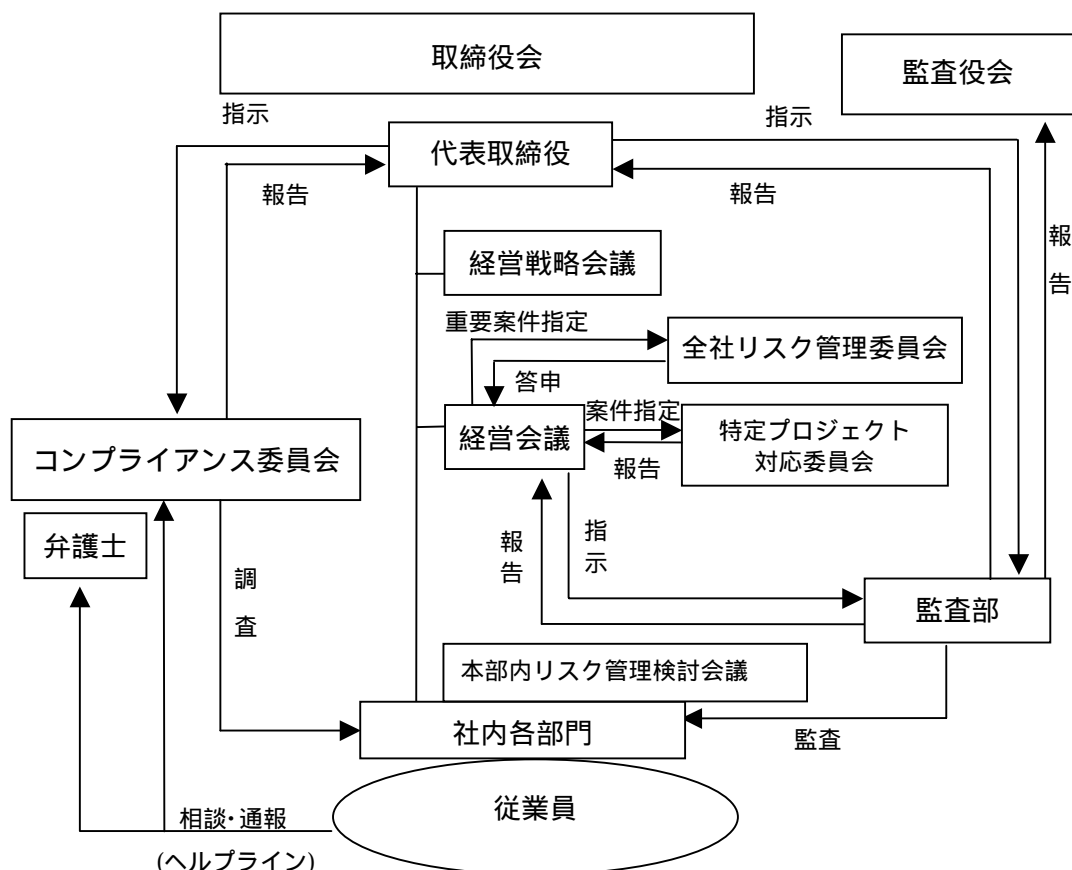 取締役会
監査役会
指示
指示
代表取締役
報告
報告
報告
経営戦略会議
重要案件指定
全社リスク管理委員会
答申
案件指定
経営会議
特定プロジェクト
対応委員会
報告
コンプライアンス委員会
弁護士
報告
指示
調査
監査部
本部内リスク管理検討会議
社内各部門
監査
従業員
相談・通報
(ヘルプライン)